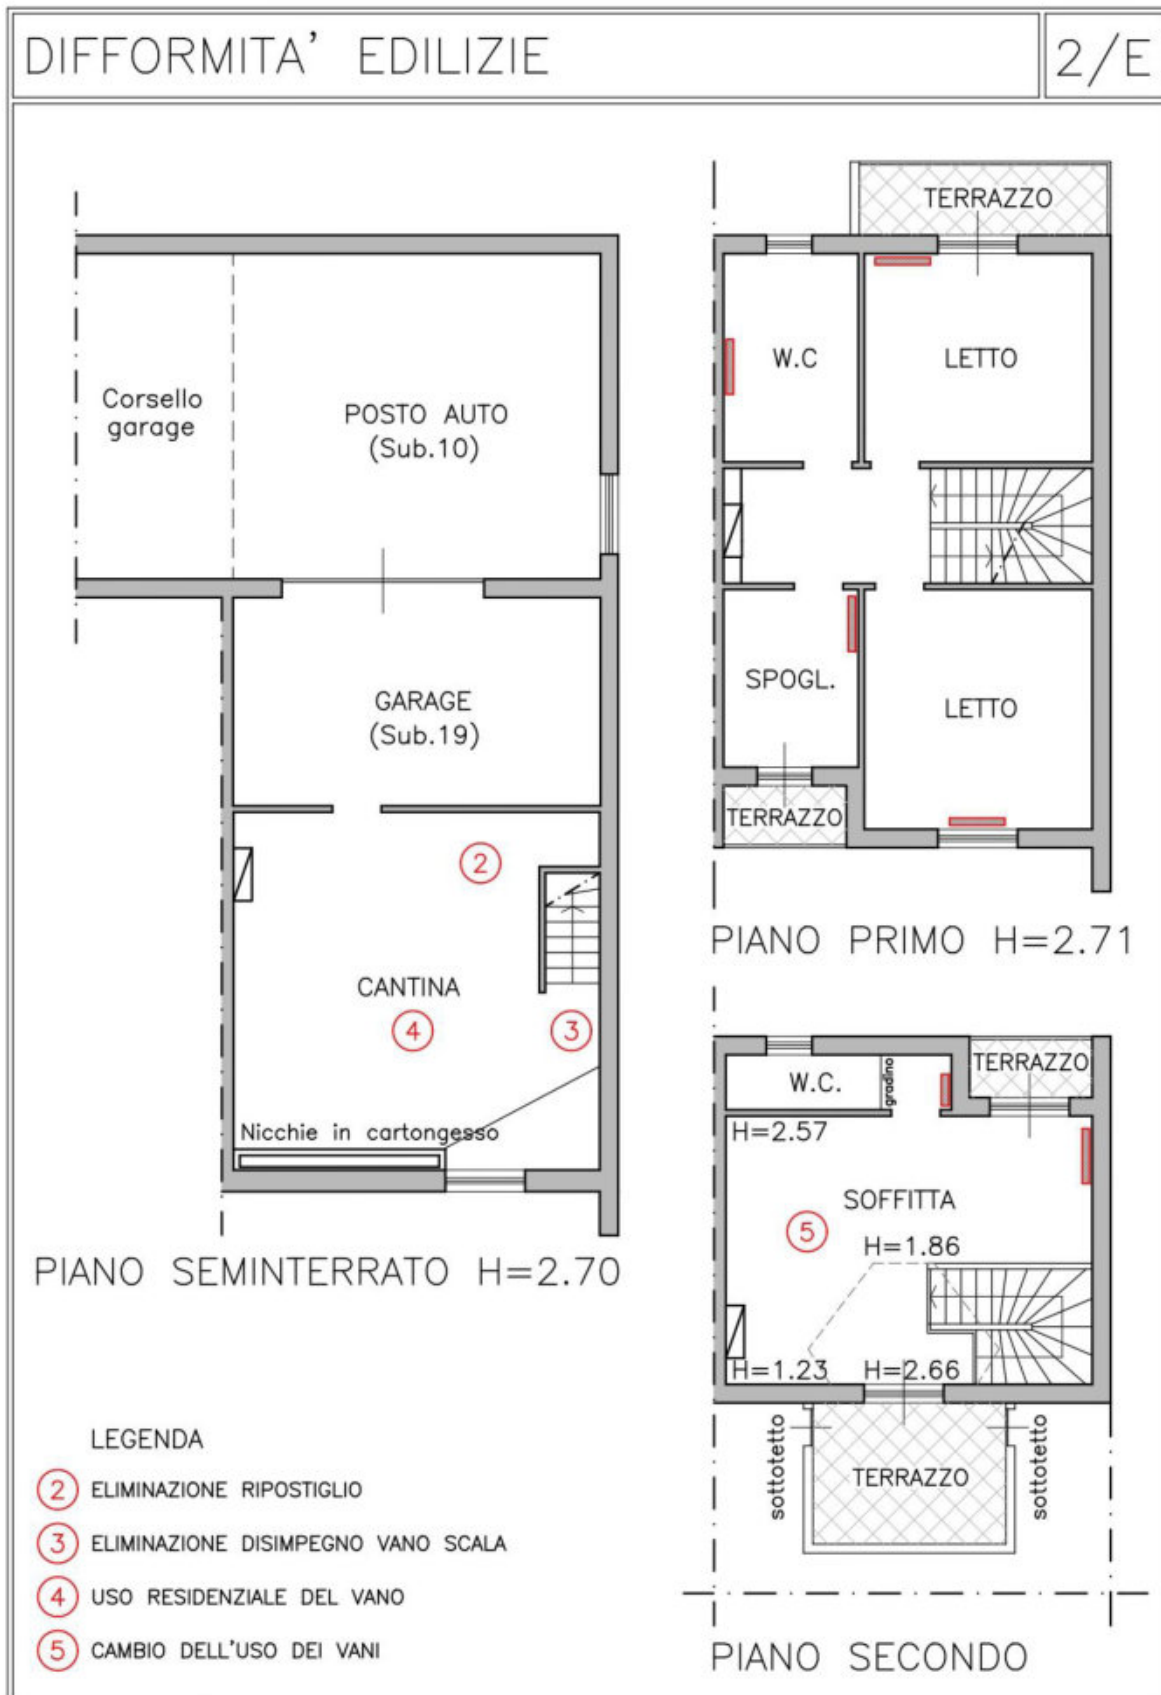 DIFFORMITA' EDILIZIE
2/E
Corsello
garage
POSTO AUTO
(Sub.10)
GARAGE
(Sub.19)
2
CANTINA
4
3
Nicchie in cartongesso
PIANO SEMINTERRATO H=2.70
TERRAZZO
W.C
LETTO
SPOGL.
LETTO
TERRAZZO
PIANO PRIMO H=2.71
W.C.
gradino
TERRAZZO
H=2.57
SOFFITTA
5
H=1.86
H=1.23
H=2.66
sottotetto
TERRAZZO
sottotetto
PIANO SECONDO
LEGENDA
2 ELIMINAZIONE RIPOSTIGLIO
3 ELIMINAZIONE DISIMPEGNO VANO SCALA
4 USO RESIDENZIALE DEL VANO
5 CAMBIO DELL'USO DEI VANI